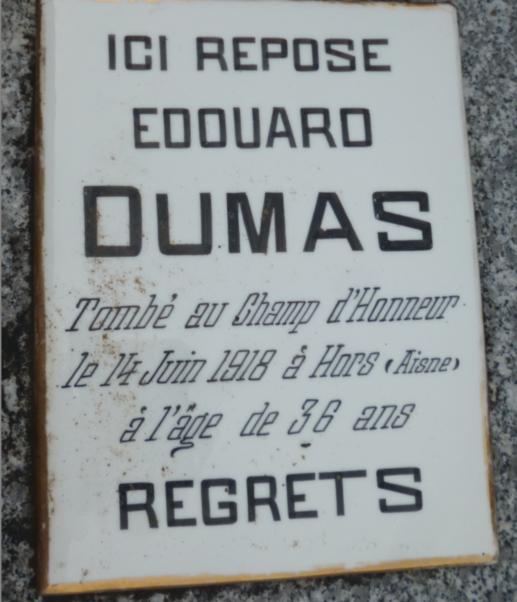 ICI REPOSE
EDOUARD
DUMAS
Tombé au Champ d'Honneur
le 14 Juin 1918 à Hors (Aisne)
à l'âge de 36 ans
REGRETS